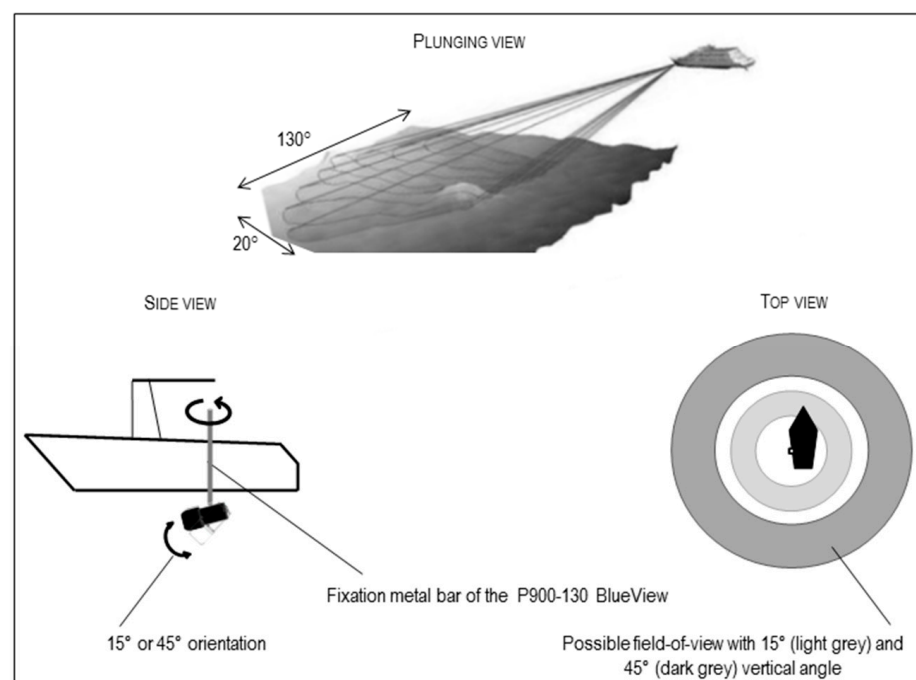 PLUNGING VIEW
130°
20°
SIDE VIEW
TOP VIEW
Fixation metal bar of the P900-130 BlueView
15° or 45° orientation
Possible field-of-view with 15° (light grey) and
45° (dark grey) vertical angle